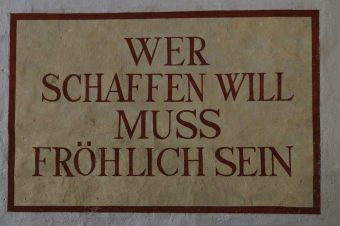 WER
SCHAFFEN WILL
MUSS
FRÖHLICH SEIN